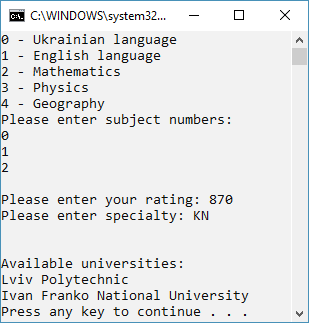 C:\WINDOWS\system32...
0 - Ukrainian language
1 - English language
2 - Mathematics
3 - Physics
4 - Geography
Please enter subject numbers:
0
1
2
Please enter your rating: 870
Please enter specialty: KN
Available universities:
Lviv Polytechnic
Ivan Franko National University
Press any key to continue . . .